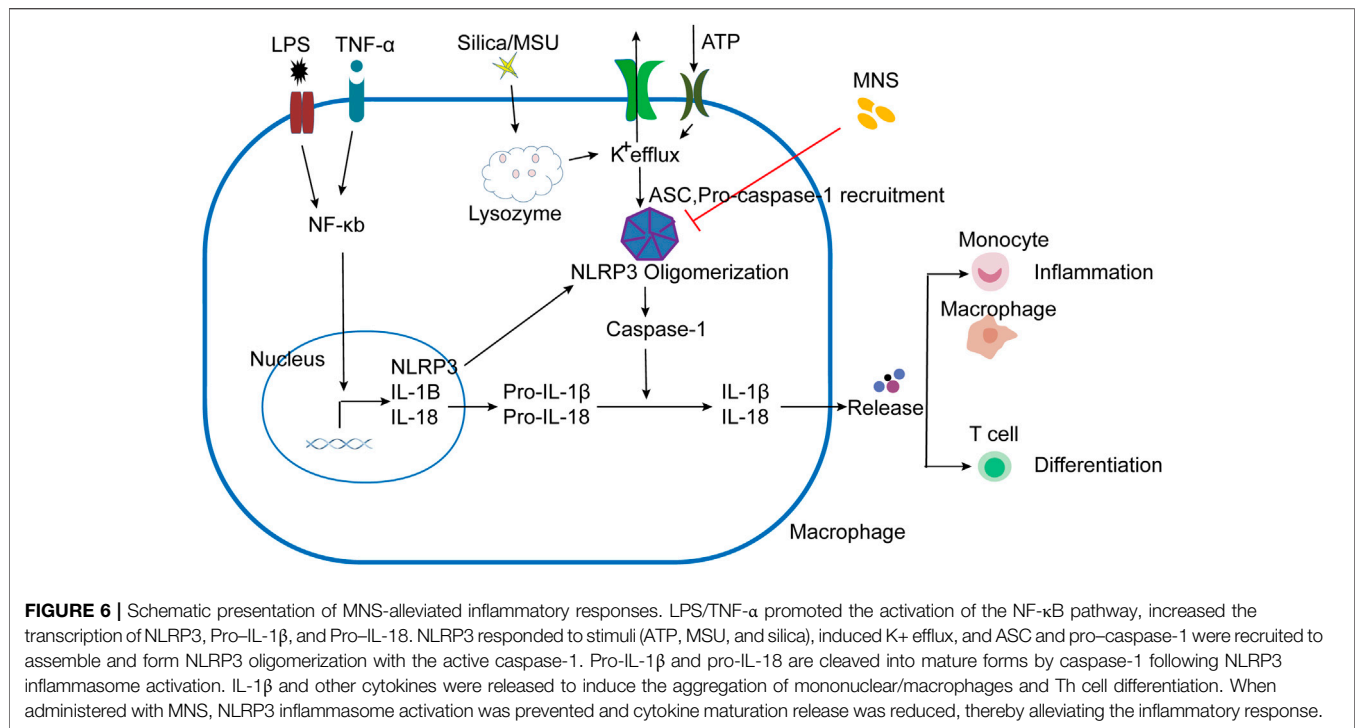 LPS
TNF-α
Silica/MSU
ATP
MNS
K+efflux
ASC,Pro-caspase-1 recruitment
Lysozyme
NF-κb
NLRP3 Oligomerization
Monocyte
Inflammation
Macrophage
Caspase-1
Nucleus
NLRP3
IL-1B
IL-18
Pro-IL-1β
Pro-IL-18
IL-1β
IL-18
Release
T cell
Differentiation
Macrophage
FIGURE 6 | Schematic presentation of MNS-alleviated inflammatory responses. LPS/TNF-α promoted the activation of the NF-κB pathway, increased the
transcription of NLRP3, Pro–IL-1β, and Pro–IL-18. NLRP3 responded to stimuli (ATP, MSU, and silica), induced K+ efflux, and ASC and pro–caspase-1 were recruited to
assemble and form NLRP3 oligomerization with the active caspase-1. Pro-IL-1β and pro-IL-18 are cleaved into mature forms by caspase-1 following NLRP3
inflammasome activation. IL-1β and other cytokines were released to induce the aggregation of mononuclear/macrophages and Th cell differentiation. When
administered with MNS, NLRP3 inflammasome activation was prevented and cytokine maturation release was reduced, thereby alleviating the inflammatory response.